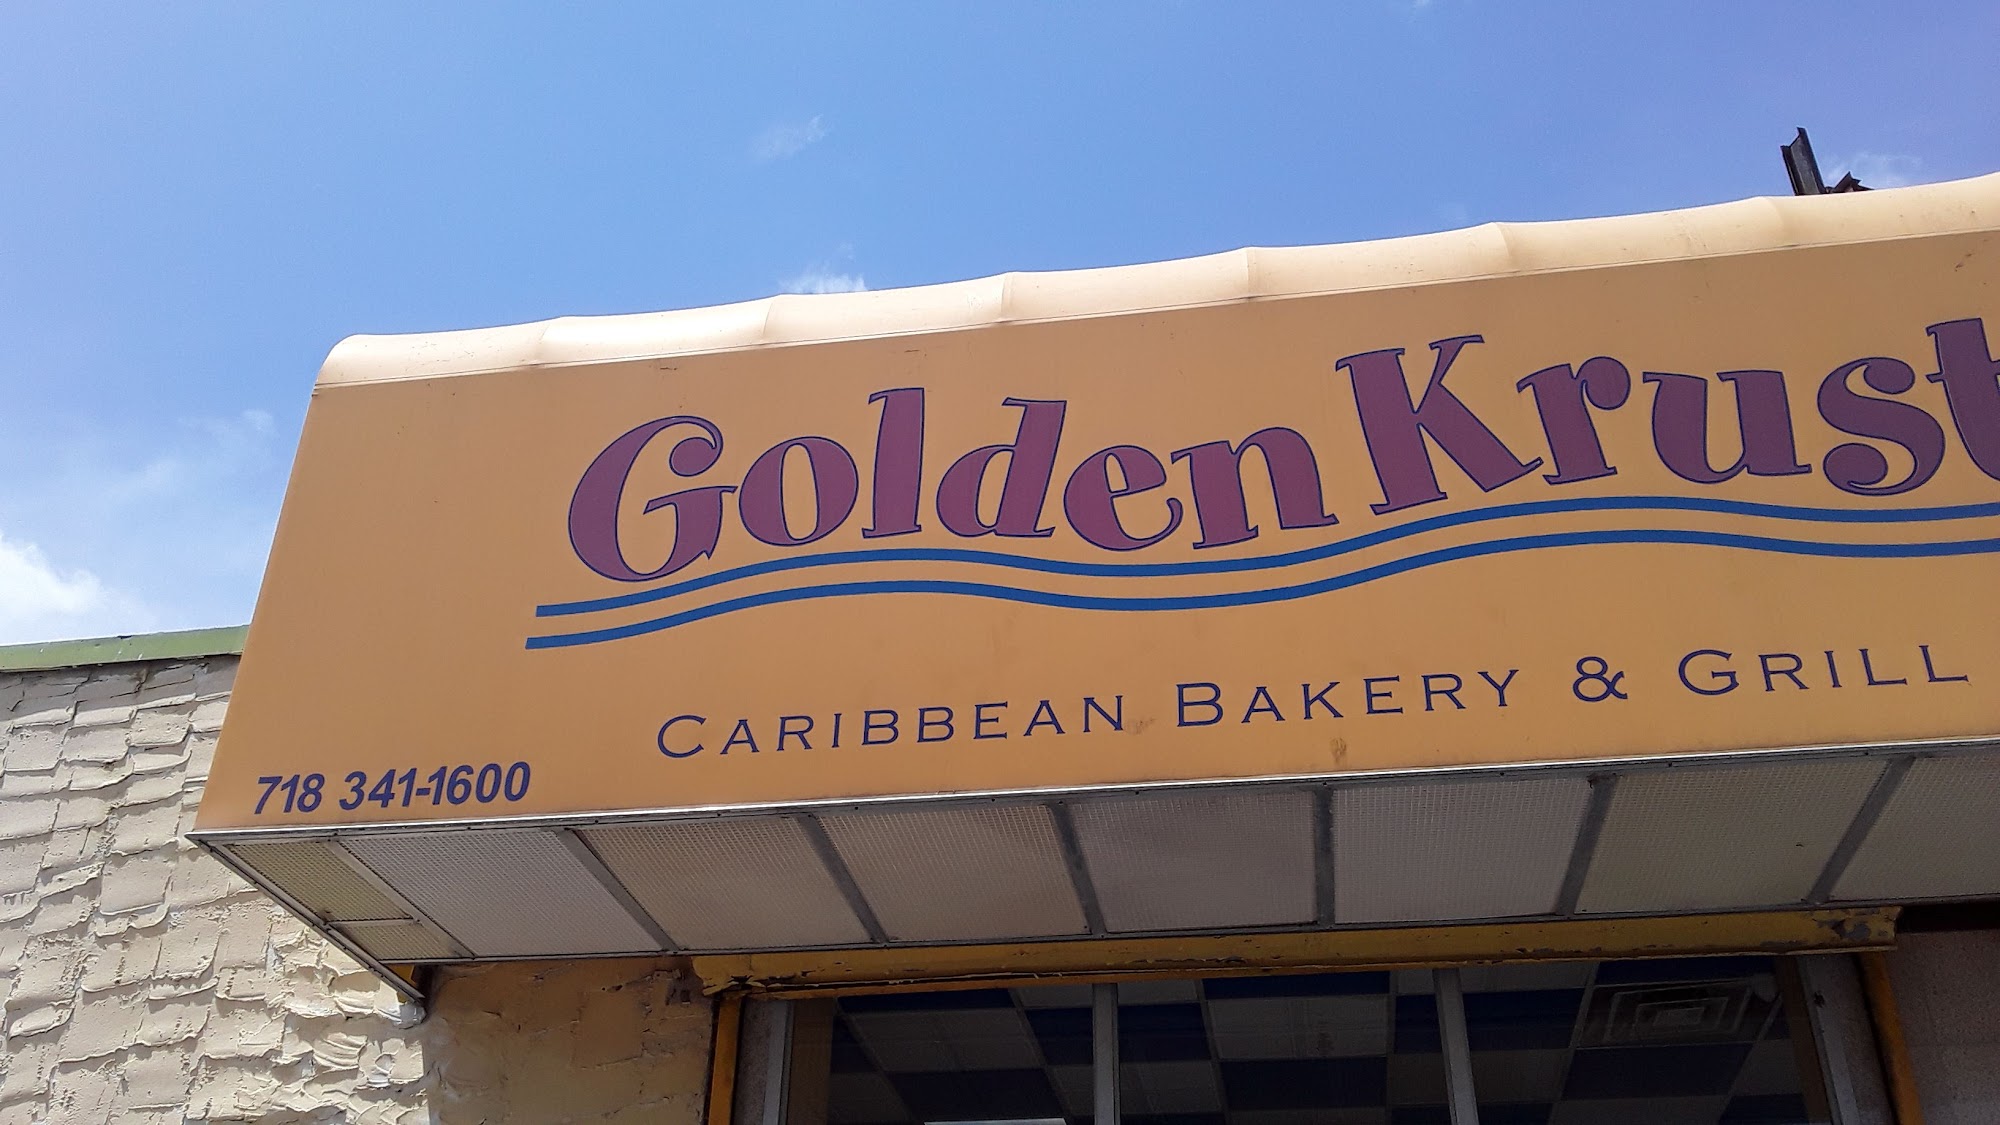 Golden Krust
Caribbean Bakery & Grill
718 341-1600